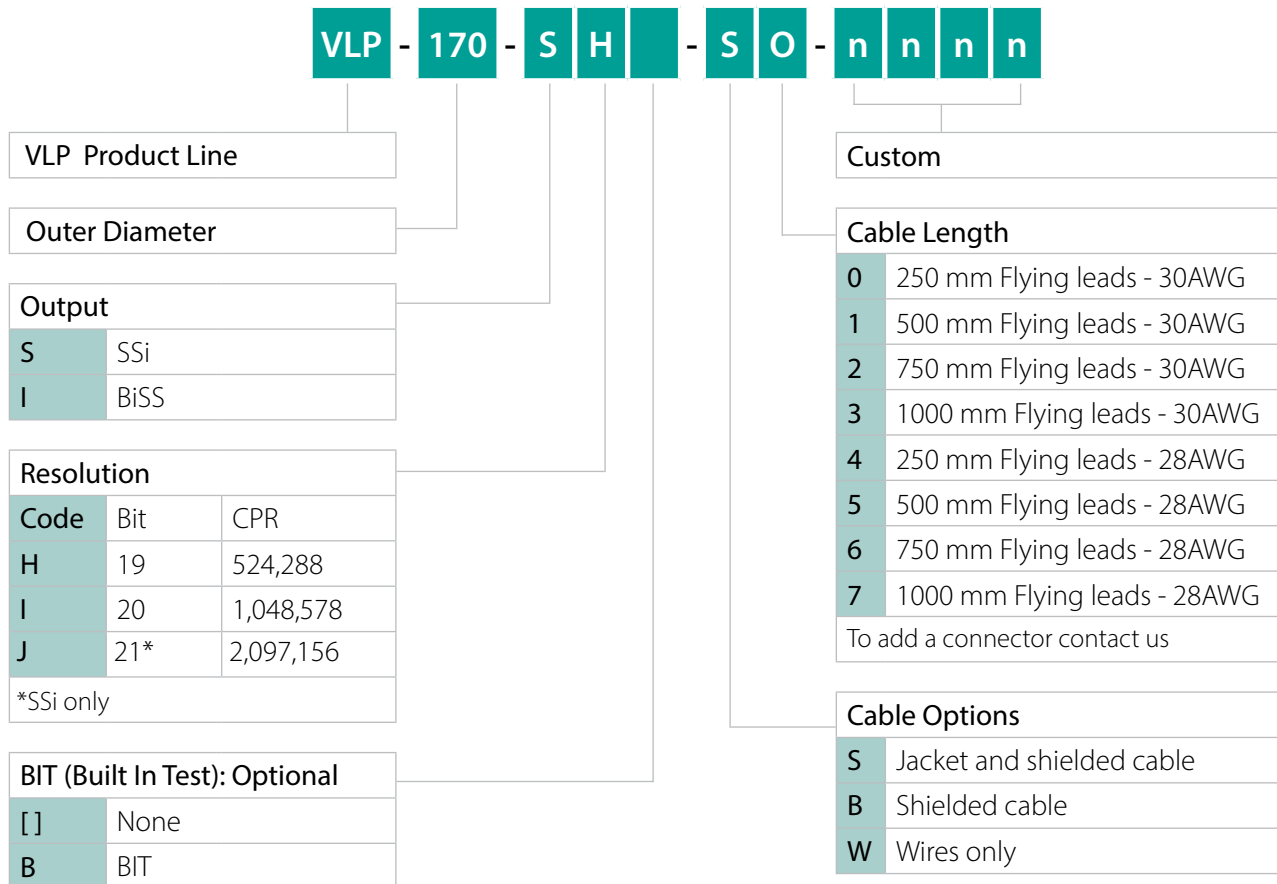 VLP - 170 - S H - S O - n n n n
VLP Product Line
Outer Diameter
Output
S SSi
I BiSS
Resolution
Code Bit CPR
H 19 524,288
I 20 1,048,578
J 21* 2,097,156
*SSi only
BIT (Built In Test): Optional
[ ] None
B BIT
Custom
Cable Length
0 250 mm Flying leads - 30AWG
1 500 mm Flying leads - 30AWG
2 750 mm Flying leads - 30AWG
3 1000 mm Flying leads - 30AWG
4 250 mm Flying leads - 28AWG
5 500 mm Flying leads - 28AWG
6 750 mm Flying leads - 28AWG
7 1000 mm Flying leads - 28AWG
To add a connector contact us
Cable Options
S Jacket and shielded cable
B Shielded cable
W Wires only